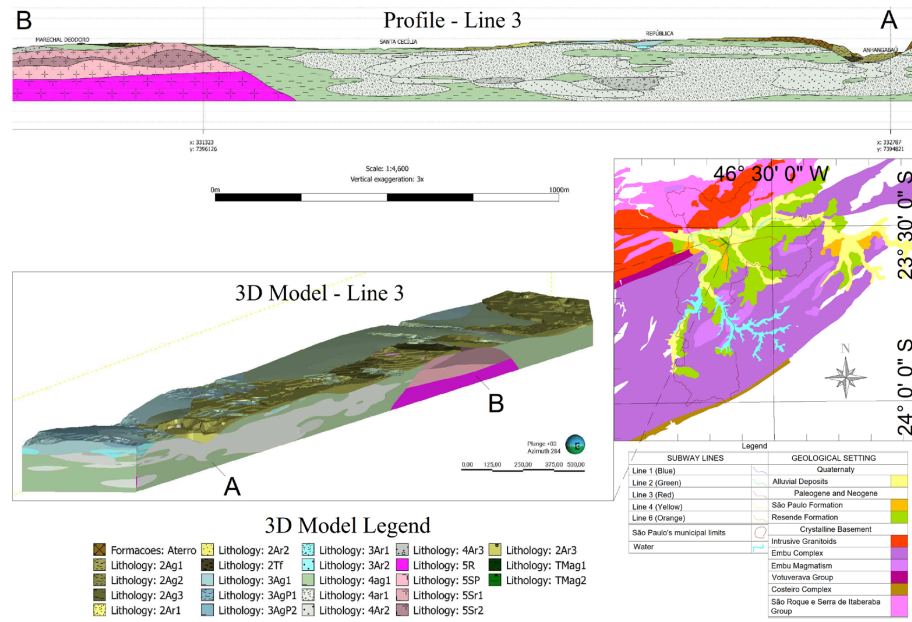 B
Profile - Line 3
A
MARECHAL DEODORO
SANTA CECÍLIA
REPÚBLICA
ANHANGABAÚ
x: 331323
y: 7396126
x: 332787
y: 7394821
Scale: 1:4,600
Vertical exaggeration: 3x
0m
1000m
46° 30' 0" W
23° 30' 0" S
24° 0' 0" S
N
3D Model - Line 3
B
A
Plunge +00
Azimuth 284
0,00
125,00
250,00
375,00
500,00
Legend
SUBWAY LINES
Line 1 (Blue)
Line 2 (Green)
Line 3 (Red)
Line 4 (Yellow)
Line 6 (Orange)
São Paulo's municipal limits
Water
GEOLOGICAL SETTING
Quaternaty
Alluvial Deposits
Paleogene and Neogene
São Paulo Formation
Resende Formation
Crystalline Basement
Intrusive Granitoids
Embu Complex
Embu Magmatism
Votuverava Group
Costeiro Complex
São Roque e Serra de Itaberaba
Group
3D Model Legend
Formacoes: Aterro
Lithology: 2Ag1
Lithology: 2Ag2
Lithology: 2Ag3
Lithology: 2Ar1
Lithology: 2Ar2
Lithology: 2Tf
Lithology: 3Ag1
Lithology: 3AgP1
Lithology: 3AgP2
Lithology: 3Ar1
Lithology: 3Ar2
Lithology: 4ag1
Lithology: 4ar1
Lithology: 4Ar2
Lithology: 4Ar3
Lithology: 5R
Lithology: 5SP
Lithology: 5Sr1
Lithology: 5Sr2
Lithology: 2Ar3
Lithology: TMag1
Lithology: TMag2